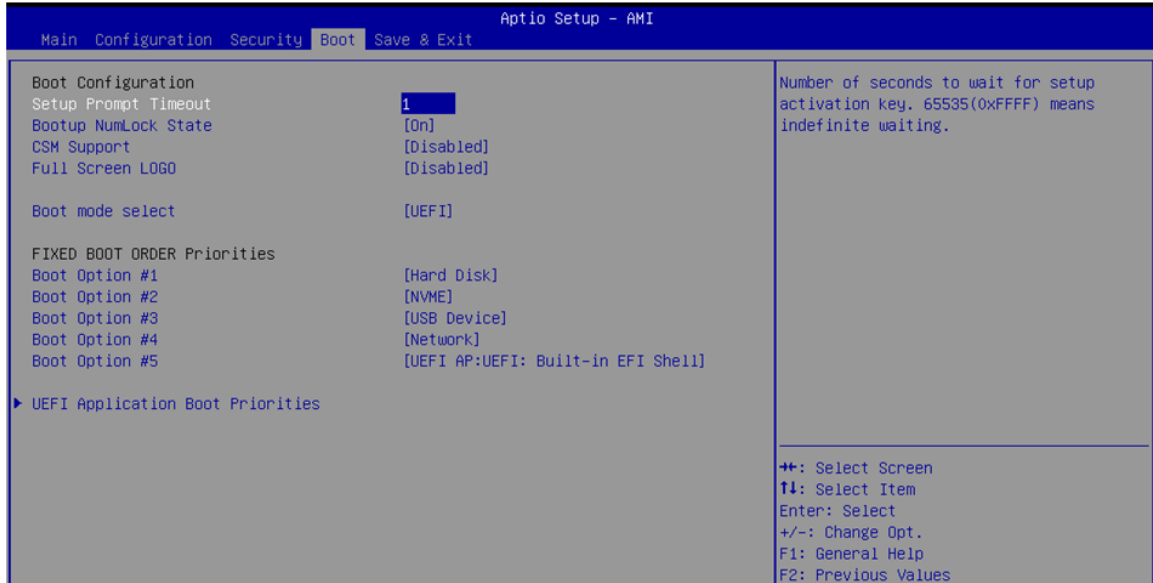 Aptio Setup – AMI
Main Configuration Security Boot Save & Exit
Boot Configuration
Setup Prompt Timeout 1
Bootup NumLock State [On]
CSM Support [Disabled]
Full Screen LOGO [Disabled]
Boot mode select [UEFI]
FIXED BOOT ORDER Priorities
Boot Option #1 [Hard Disk]
Boot Option #2 [NVME]
Boot Option #3 [USB Device]
Boot Option #4 [Network]
Boot Option #5 [UEFI AP:UEFI: Built-in EFI Shell]
▶ UEFI Application Boot Priorities
Number of seconds to wait for setup
activation key. 65535(0xFFFF) means
indefinite waiting.
→←: Select Screen
↑↓: Select Item
Enter: Select
+/-: Change Opt.
F1: General Help
F2: Previous Values